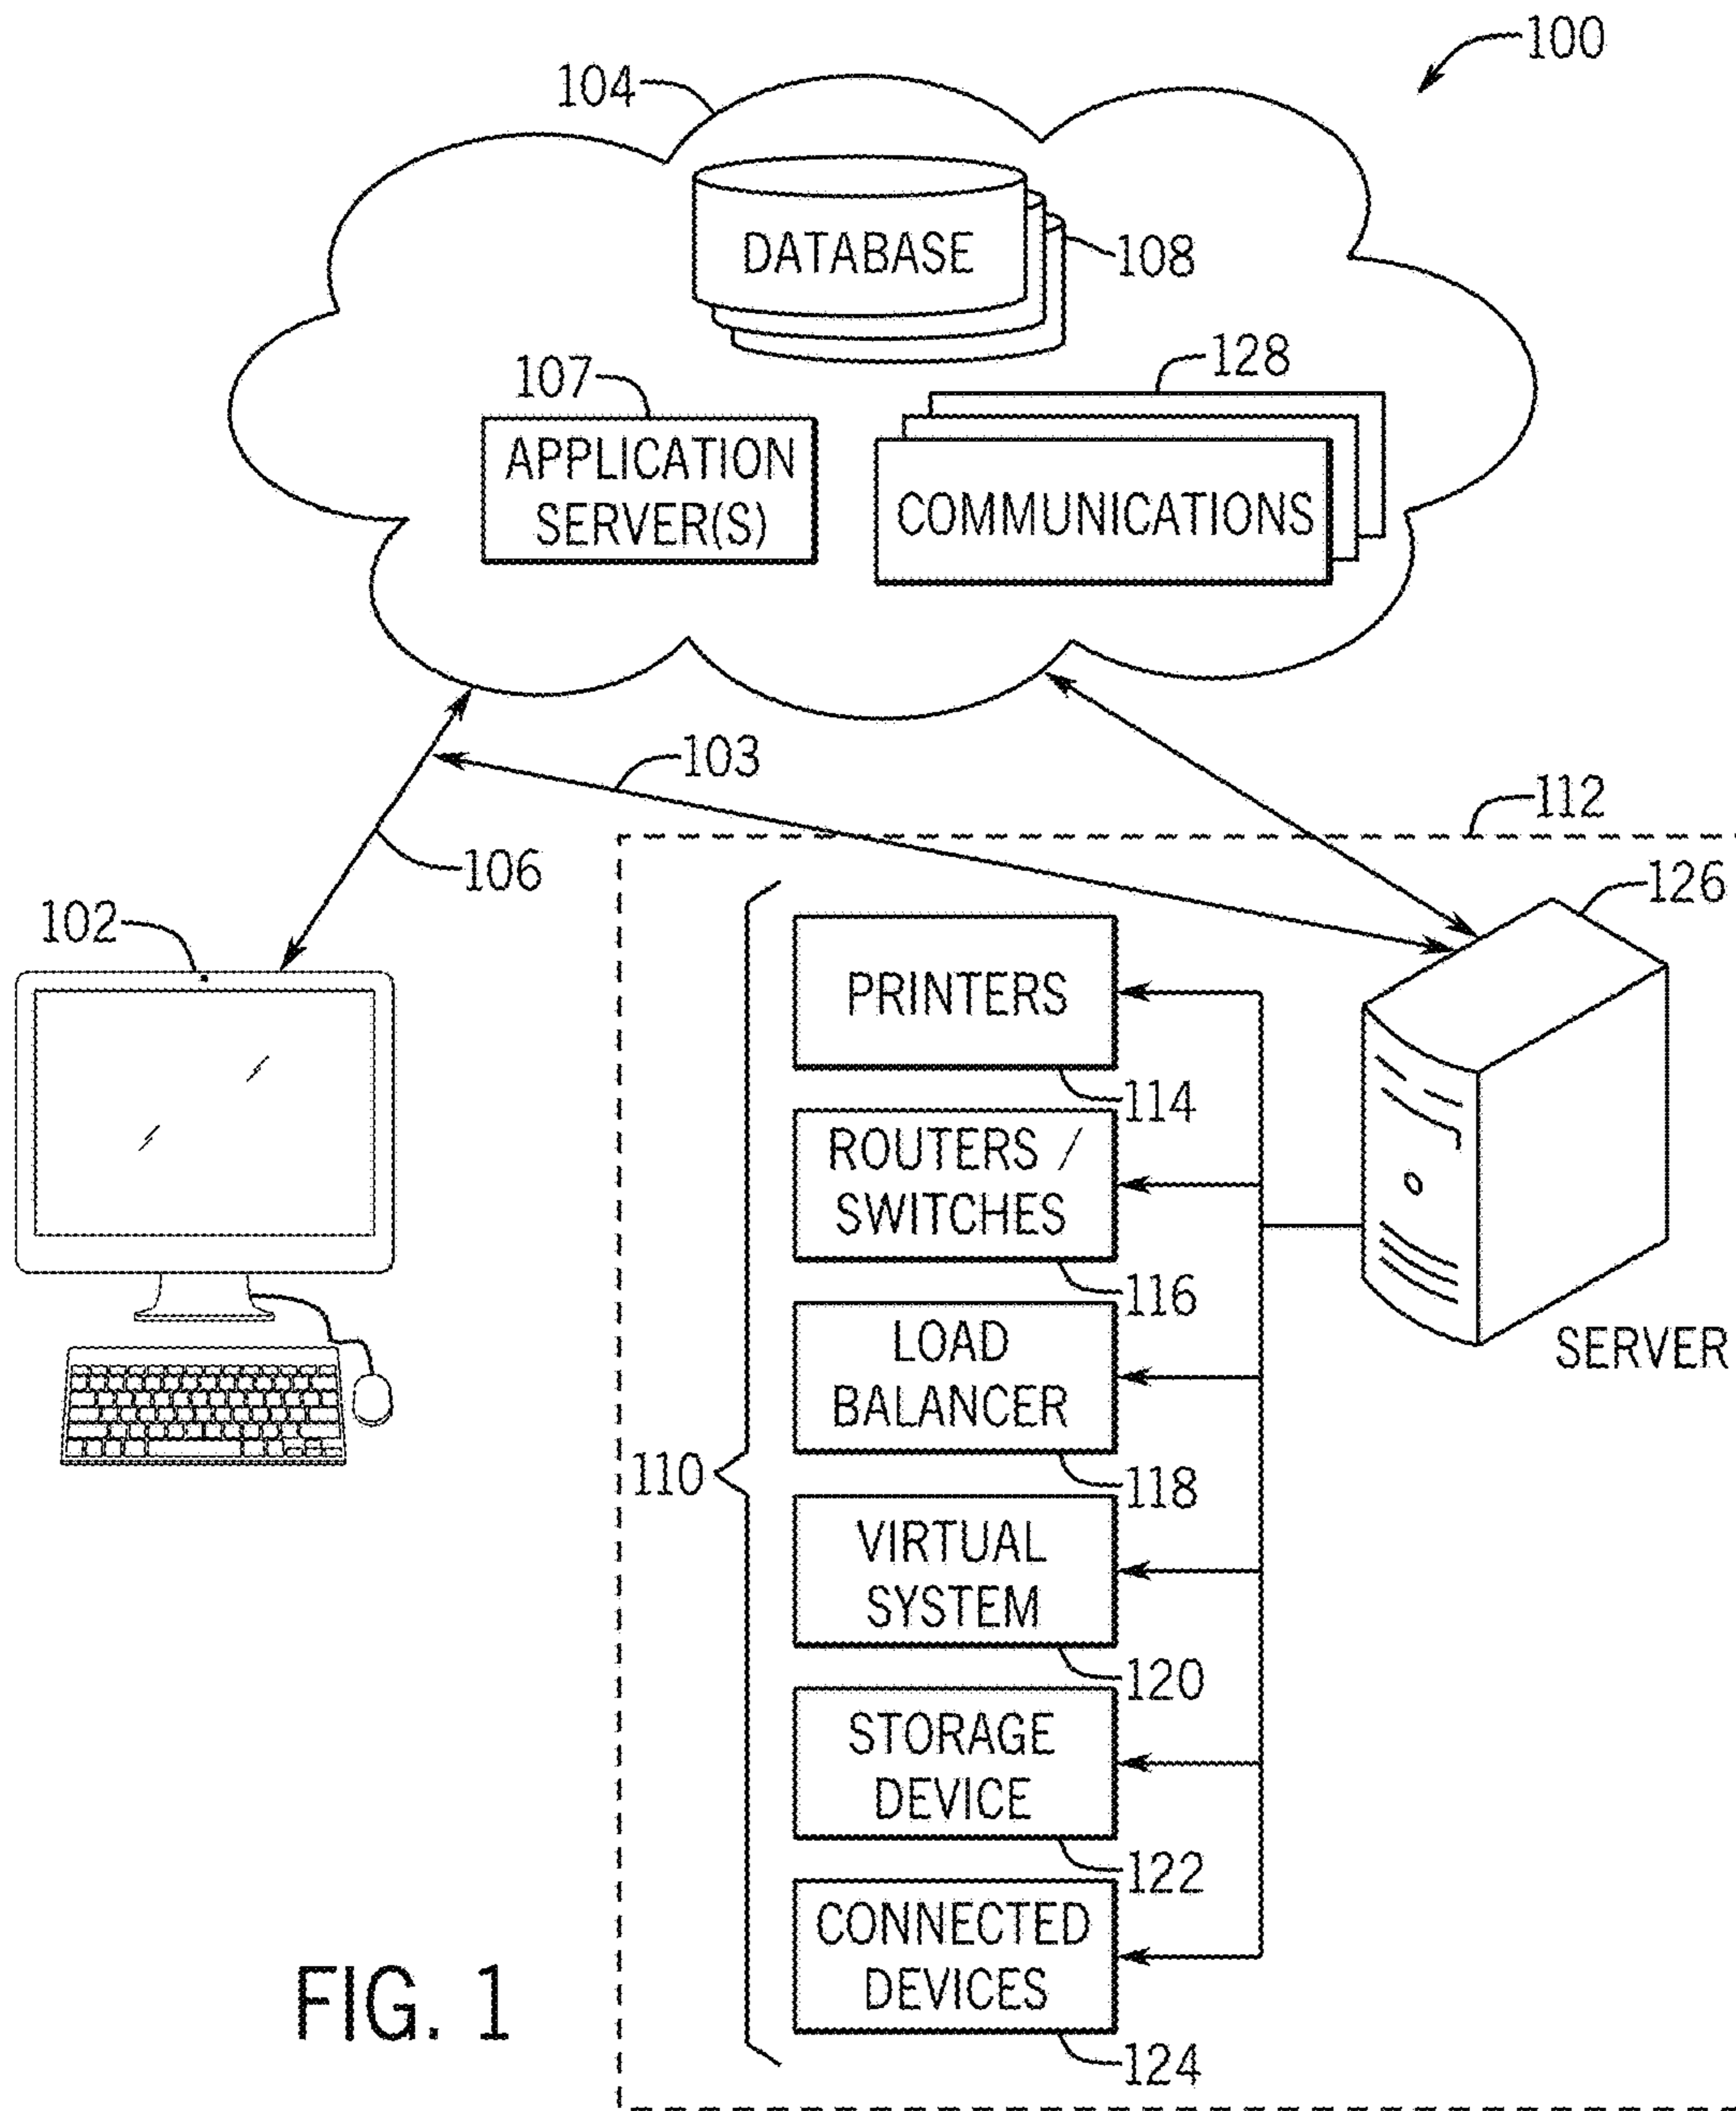 100
104
DATABASE
108
107
128
APPLICATION
SERVER(S)
COMMUNICATIONS
103
112
106
126
102
PRINTERS
114
ROUTERS /
SWITCHES
116
SERVER
LOAD
BALANCER
110
118
VIRTUAL
SYSTEM
120
STORAGE
DEVICE
122
CONNECTED
DEVICES
124
FIG. 1